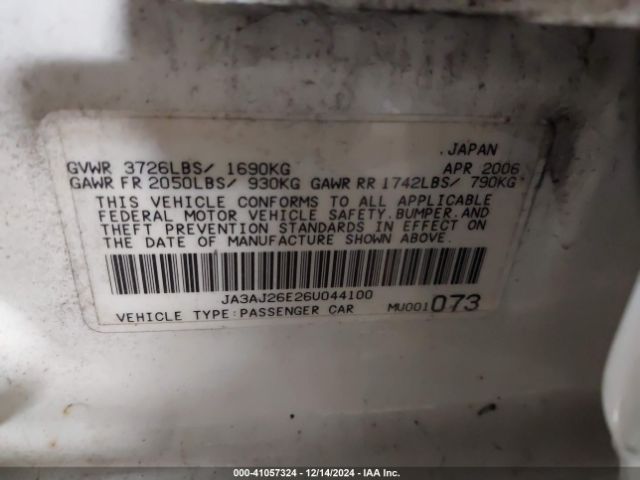 .JAPAN
GVWR 3726LBS/ 1690KG APR 2006
GAWR FR 2050LBS/ 930KG GAWR RR 1742LBS/ 790KG
THIS VEHICLE CONFORMS TO ALL APPLICABLE
FEDERAL MOTOR VEHICLE SAFETY.BUMPER.AND
THEFT PREVENTION STANDARDS IN EFFECT ON
THE DATE OF MANUFACTURE SHOWN ABOVE.
JA3AJ26E26U044100
VEHICLE TYPE:PASSENGER CAR MU001 073
000-41057324 | 12/14/2024 | IAA Inc.